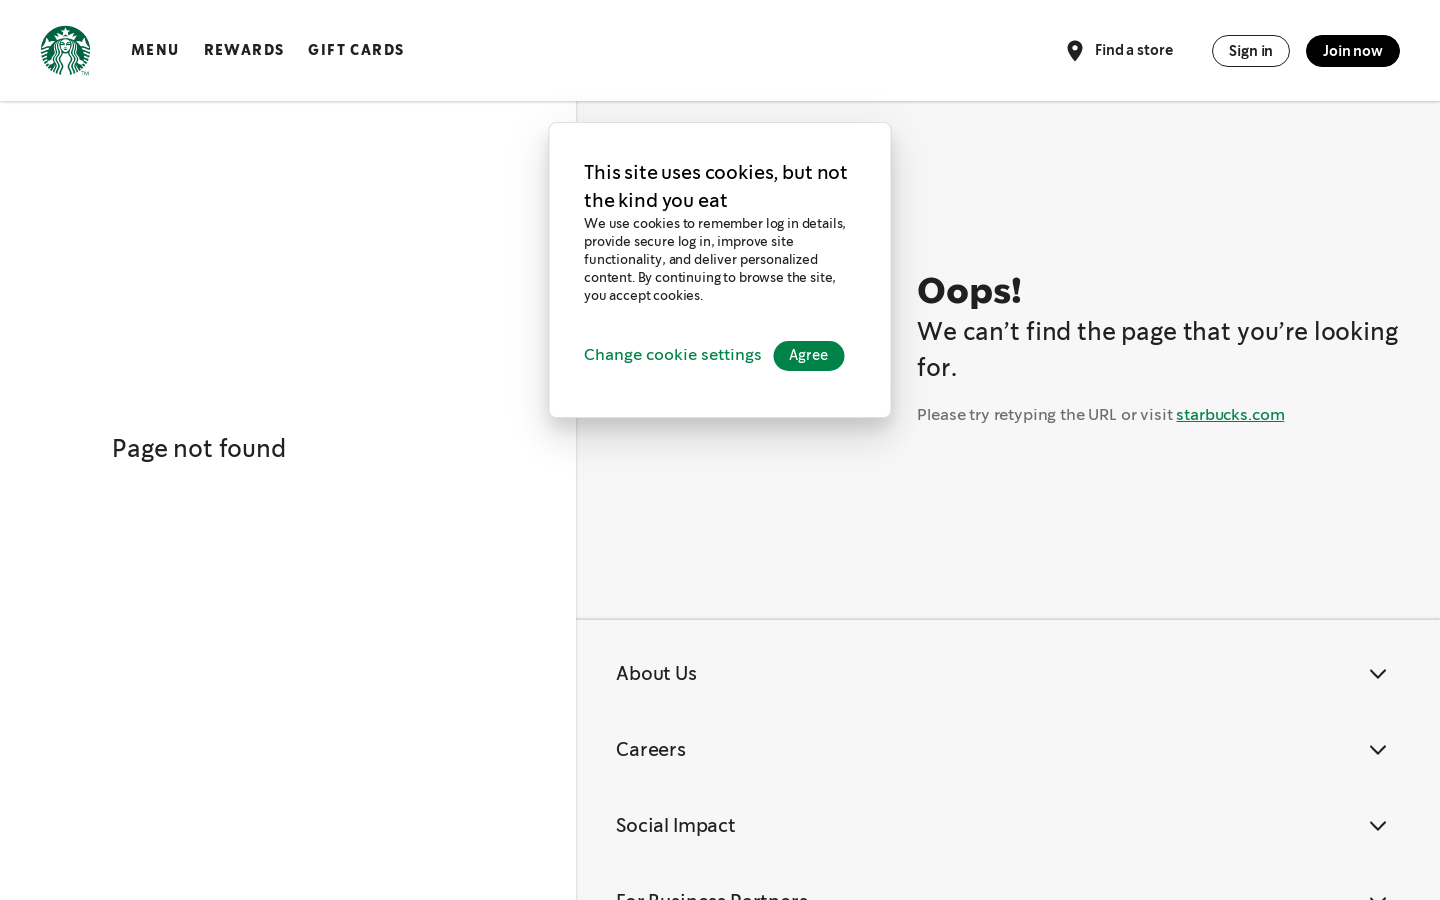 MENU REWARDS GIFT CARDS Find a store Sign in Join now
TM
This site uses cookies, but not
the kind you eat
We use cookies to remember log in details,
provide secure log in, improve site
functionality, and deliver personalized
content. By continuing to browse the site,
you accept cookies.
Change cookie settings Agree
Page not found
Oops!
We can’t find the page that you’re looking
for.
Please try retyping the URL or visit starbucks.com
About Us
Careers
Social Impact
For Business Partners